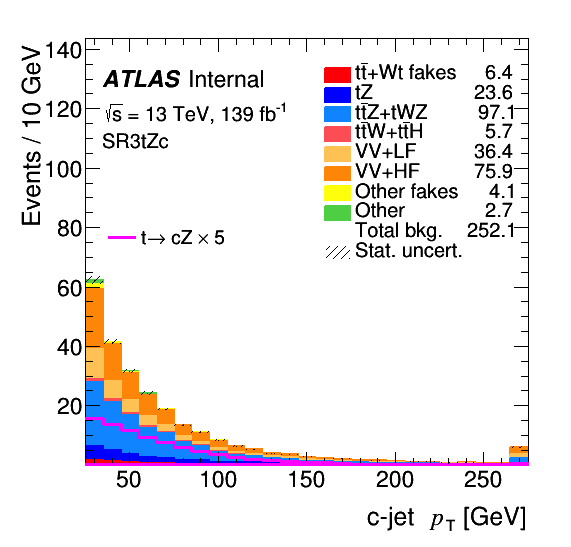 Events / 10 GeV
140
120
100
80
60
40
20
ATLAS Internal
√s = 13 TeV, 139 fb⁻¹
SR3tZc
t→ cZ × 5
tt̄+Wt fakes 6.4
tZ 23.6
tt̄Z+tWZ 97.1
tt̄W+tt̄H 5.7
VV+LF 36.4
VV+HF 75.9
Other fakes 4.1
Other 2.7
Total bkg. 252.1
Stat. uncert.
50 100 150 200 250
c-jet p_T [GeV]